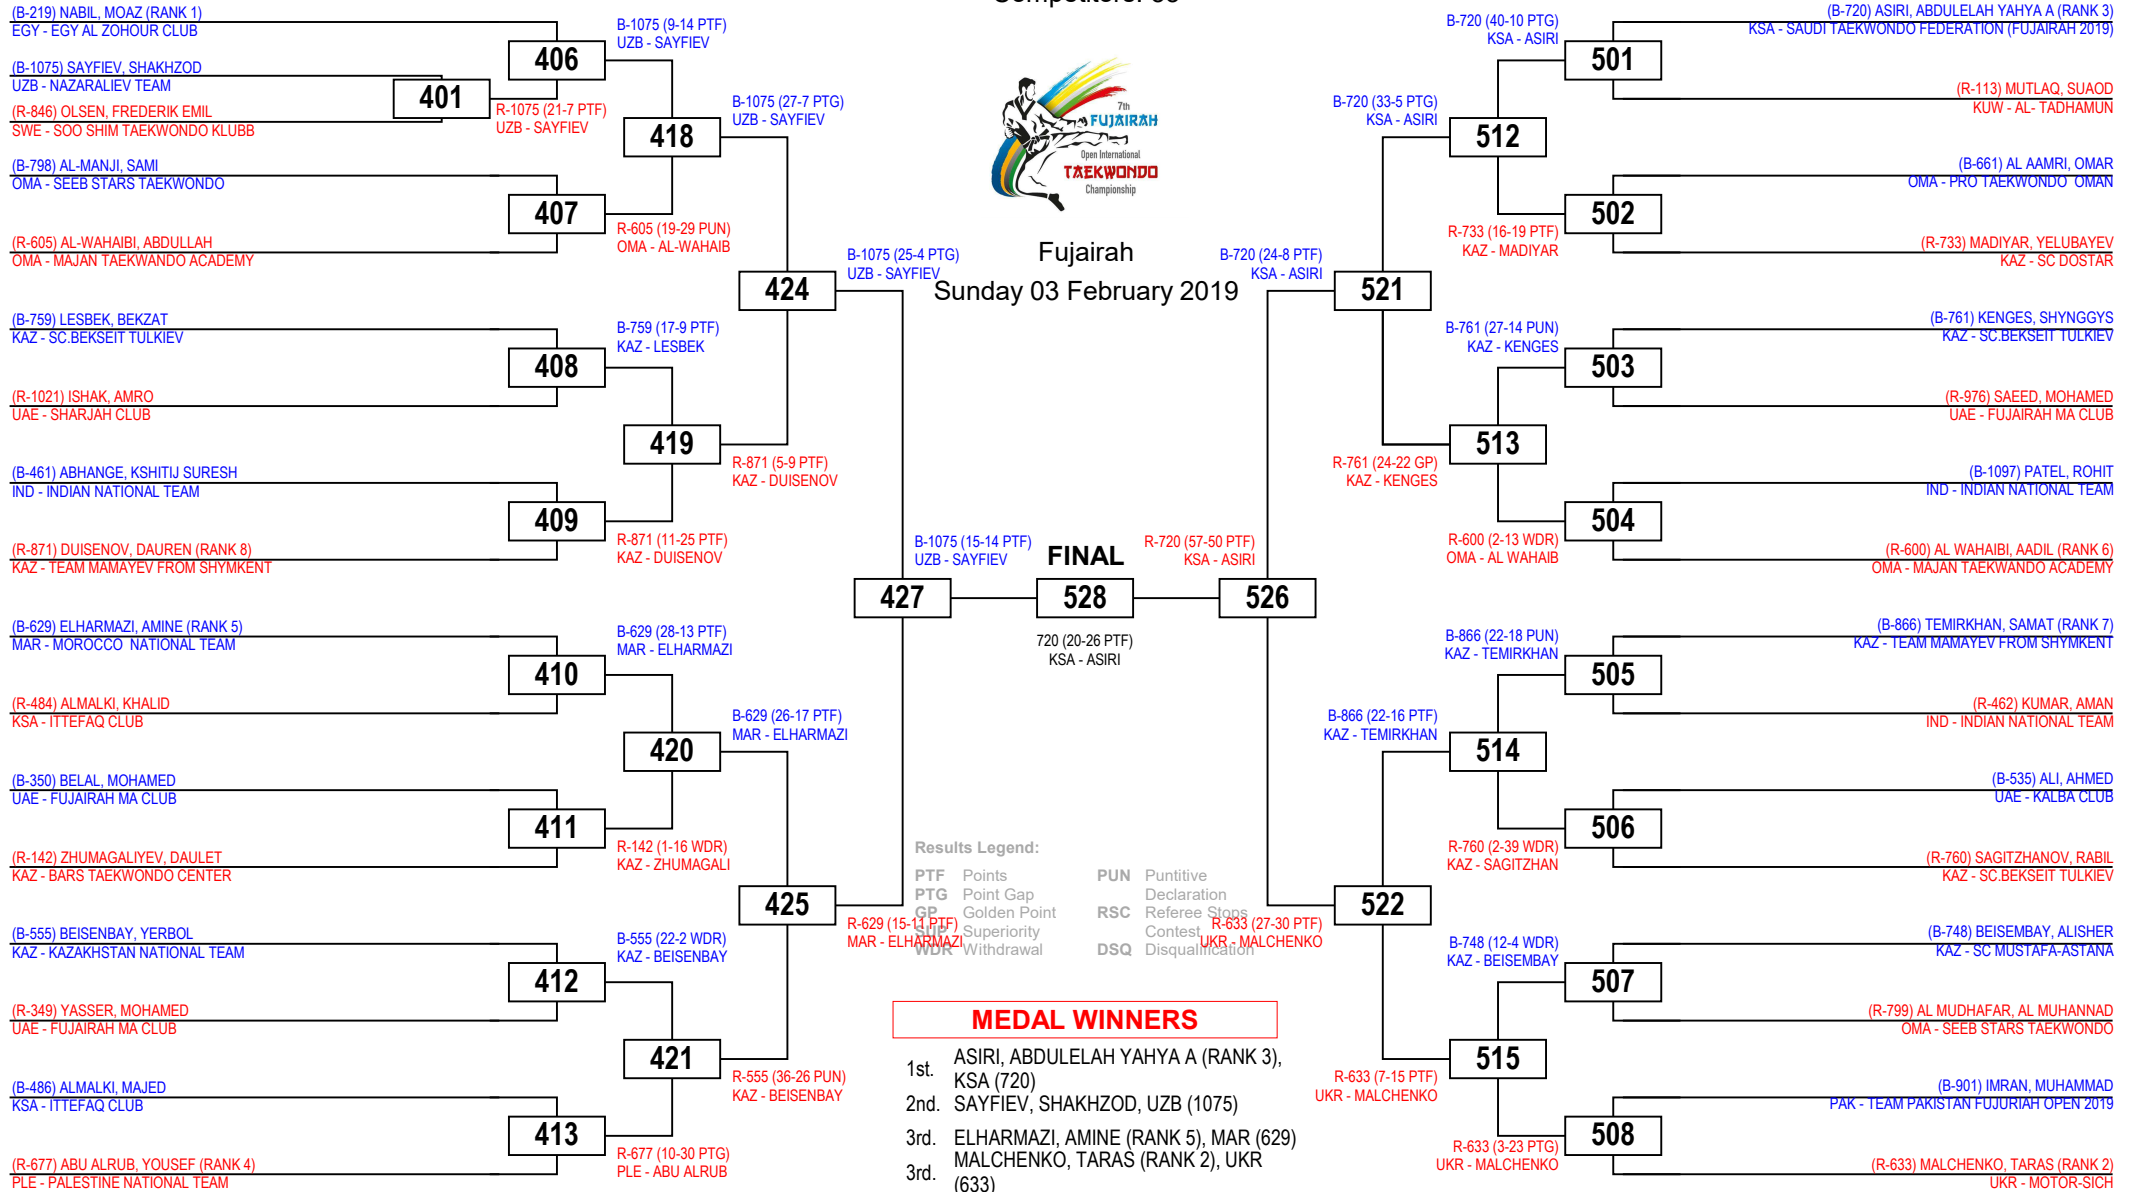 (B-219) NABIL, MOAZ (RANK 1)
EGY - EGY AL ZOHOUR CLUB
(B-1075) SAYFIEV, SHAKHZOD
UZB - NAZARALIEV TEAM
(R-846) OLSEN, FREDERIK EMIL
SWE - SOO SHIM TAEKWONDO KLUBB
(B-798) AL-MANJI, SAMI
OMA - SEEB STARS TAEKWONDO
(R-605) AL-WAHAIBI, ABDULLAH
OMA - MAJAN TAEKWANDO ACADEMY
(B-759) LESBEK, BEKZAT
KAZ - SC.BEKSEIT TULKIEV
(R-1021) ISHAK, AMRO
UAE - SHARJAH CLUB
(B-461) ABHANGE, KSHITIJ SURESH
IND - INDIAN NATIONAL TEAM
(R-871) DUISENOV, DAUREN (RANK 8)
KAZ - TEAM MAMAYEV FROM SHYMKENT
(B-629) ELHARMAZI, AMINE (RANK 5)
MAR - MOROCCO NATIONAL TEAM
(R-484) ALMALKI, KHALID
KSA - ITTEFAQ CLUB
(B-350) BELAL, MOHAMED
UAE - FUJAIRAH MA CLUB
(R-142) ZHUMAGALIYEV, DAULET
KAZ - BARS TAEKWONDO CENTER
(B-555) BEISENBAY, YERBOL
KAZ - KAZAKHSTAN NATIONAL TEAM
(R-349) YASSER, MOHAMED
UAE - FUJAIRAH MA CLUB
(B-486) ALMALKI, MAJED
KSA - ITTEFAQ CLUB
(R-677) ABU ALRUB, YOUSEF (RANK 4)
PLE - PALESTINE NATIONAL TEAM
401
R-1075 (21-7 PTF)
UZB - SAYFIEV
406
407
408
409
410
411
412
413
B-1075 (9-14 PTF)
UZB - SAYFIEV
R-605 (19-29 PUN)
OMA - AL-WAHAIB
B-759 (17-9 PTF)
KAZ - LESBEK
R-871 (11-25 PTF)
KAZ - DUISENOV
B-629 (28-13 PTF)
MAR - ELHARMAZI
R-142 (1-16 WDR)
KAZ - ZHUMAGALI
B-555 (22-2 WDR)
KAZ - BEISENBAY
R-677 (10-30 PTG)
PLE - ABU ALRUB
418
419
420
421
B-1075 (27-7 PTG)
UZB - SAYFIEV
R-871 (5-9 PTF)
KAZ - DUISENOV
B-629 (26-17 PTF)
MAR - ELHARMAZI
R-555 (36-26 PUN)
KAZ - BEISENBAY
424
425
B-1075 (25-4 PTG)
UZB - SAYFIEV
R-629 (15-11 PTF)
MAR - ELHARMAZI
427
B-1075 (15-14 PTF)
UZB - SAYFIEV
7th
FUJAIRAH
Open International
TAEKWONDO
Championship
Fujairah
Sunday 03 February 2019
FINAL
528
720 (20-26 PTF)
KSA - ASIRI
R-720 (57-50 PTF)
KSA - ASIRI
526
B-720 (24-8 PTF)
KSA - ASIRI
R-633 (27-30 PTF)
UKR - MALCHENKO
521
522
B-720 (33-5 PTG)
KSA - ASIRI
R-761 (24-22 GP)
KAZ - KENGES
B-866 (22-16 PTF)
KAZ - TEMIRKHAN
R-633 (7-15 PTF)
UKR - MALCHENKO
512
513
514
515
B-720 (40-10 PTG)
KSA - ASIRI
R-733 (16-19 PTF)
KAZ - MADIYAR
B-761 (27-14 PUN)
KAZ - KENGES
R-600 (2-13 WDR)
OMA - AL WAHAIB
B-866 (22-18 PUN)
KAZ - TEMIRKHAN
R-760 (2-39 WDR)
KAZ - SAGITZHAN
B-748 (12-4 WDR)
KAZ - BEISEMBAY
R-633 (3-23 PTG)
UKR - MALCHENKO
501
502
503
504
505
506
507
508
(B-720) ASIRI, ABDULELAH YAHYA A (RANK 3)
KSA - SAUDI TAEKWONDO FEDERATION (FUJAIRAH 2019)
(R-113) MUTLAQ, SUAOD
KUW - AL- TADHAMUN
(B-661) AL AAMRI, OMAR
OMA - PRO TAEKWONDO OMAN
(R-733) MADIYAR, YELUBAYEV
KAZ - SC DOSTAR
(B-761) KENGES, SHYNGGYS
KAZ - SC.BEKSEIT TULKIEV
(R-976) SAEED, MOHAMED
UAE - FUJAIRAH MA CLUB
(B-1097) PATEL, ROHIT
IND - INDIAN NATIONAL TEAM
(R-600) AL WAHAIBI, AADIL (RANK 6)
OMA - MAJAN TAEKWANDO ACADEMY
(B-866) TEMIRKHAN, SAMAT (RANK 7)
KAZ - TEAM MAMAYEV FROM SHYMKENT
(R-462) KUMAR, AMAN
IND - INDIAN NATIONAL TEAM
(B-535) ALI, AHMED
UAE - KALBA CLUB
(R-760) SAGITZHANOV, RABIL
KAZ - SC.BEKSEIT TULKIEV
(B-748) BEISEMBAY, ALISHER
KAZ - SC MUSTAFA-ASTANA
(R-799) AL MUDHAFAR, AL MUHANNAD
OMA - SEEB STARS TAEKWONDO
(B-901) IMRAN, MUHAMMAD
PAK - TEAM PAKISTAN FUJURIAH OPEN 2019
(R-633) MALCHENKO, TARAS (RANK 2)
UKR - MOTOR-SICH
Results Legend:
PTF Points
PTG Point Gap
GP Golden Point
SUP Superiority
WDR Withdrawal
PUN Puntitive
Declaration
RSC Referee Stops
Contest
DSQ Disqualification
MEDAL WINNERS
1st. ASIRI, ABDULELAH YAHYA A (RANK 3),
KSA (720)
2nd. SAYFIEV, SHAKHZOD, UZB (1075)
3rd. ELHARMAZI, AMINE (RANK 5), MAR (629)
3rd. MALCHENKO, TARAS (RANK 2), UKR
(633)